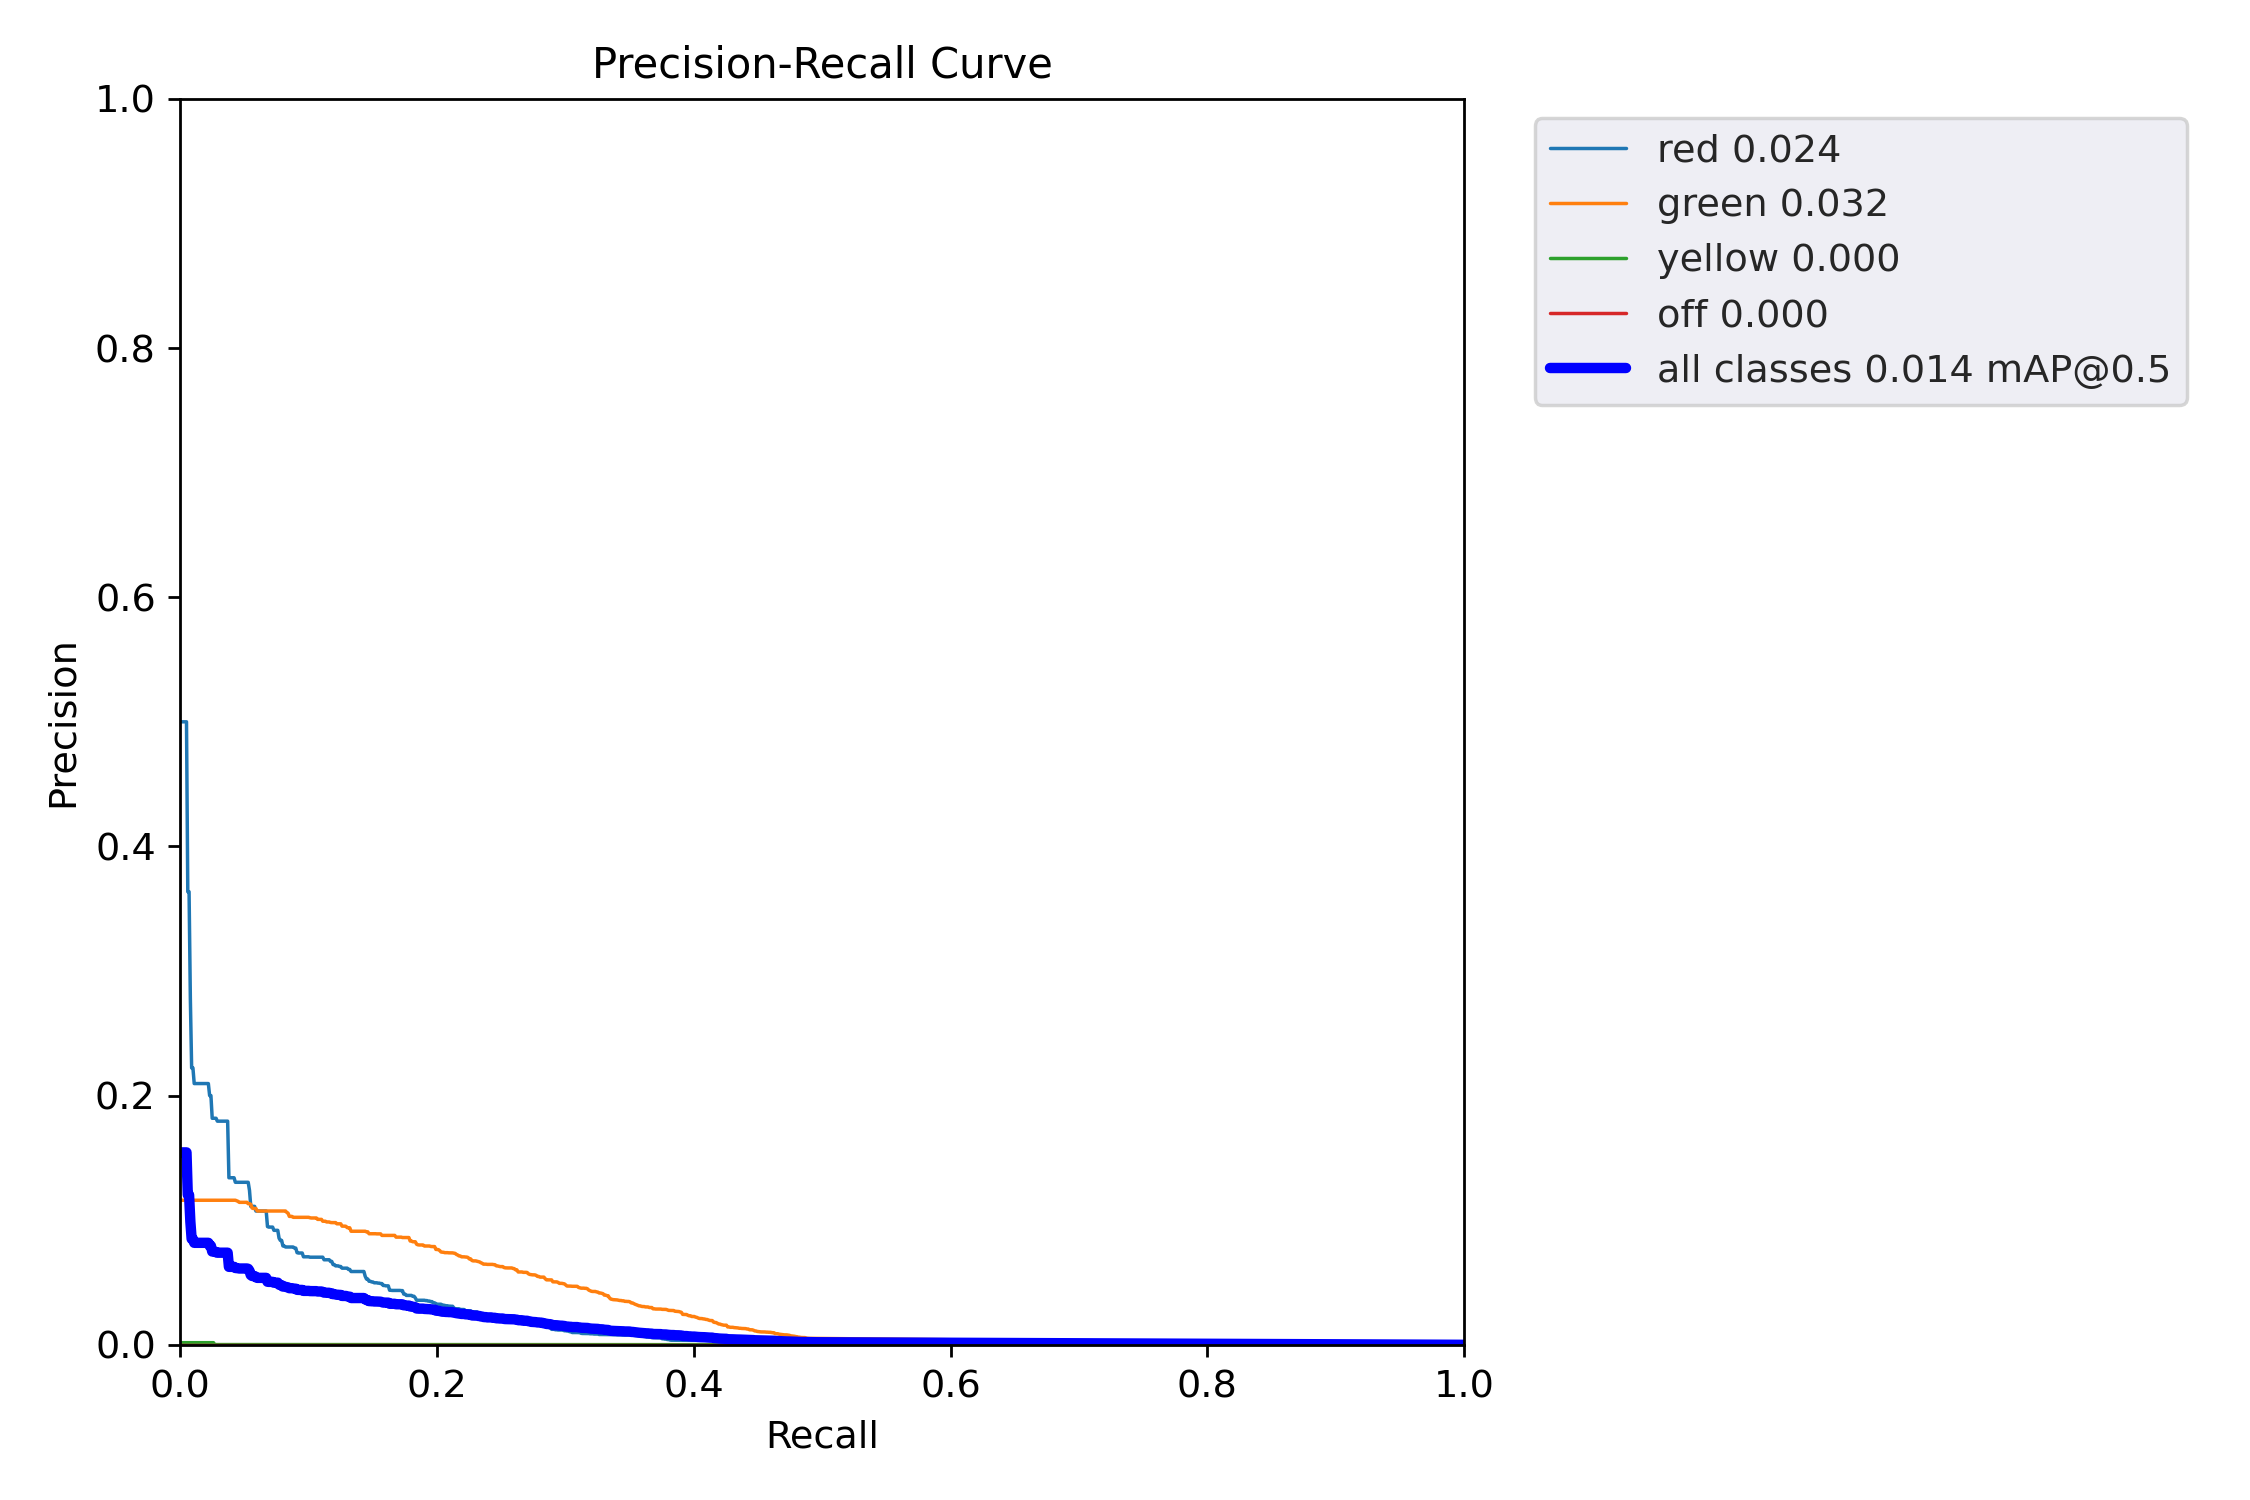 Precision-Recall Curve
1.0
0.8
0.6
0.4
0.2
0.0
Precision
0.0 0.2 0.4 0.6 0.8 1.0
Recall
red 0.024
green 0.032
yellow 0.000
off 0.000
all classes 0.014 mAP@0.5